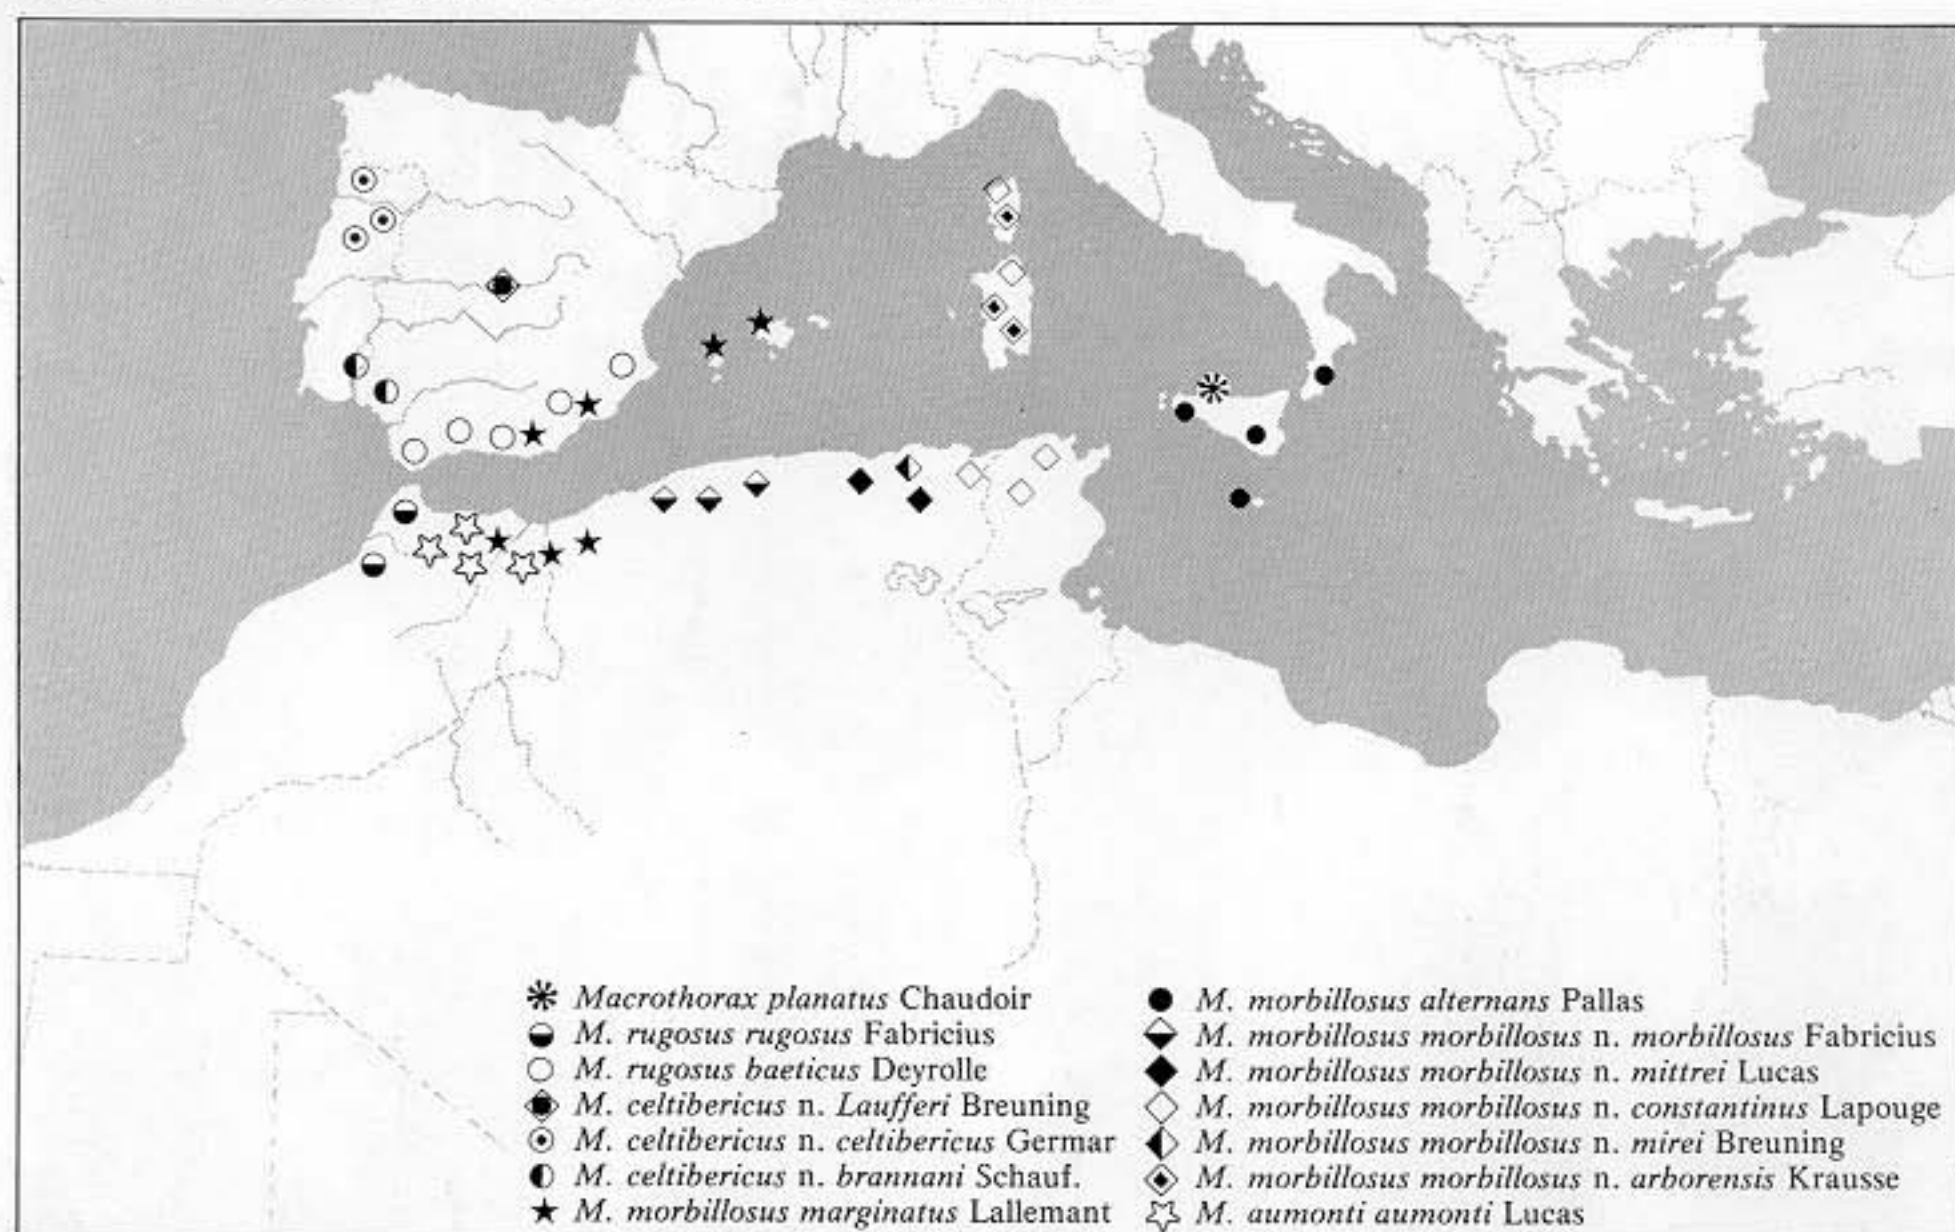 Macrothorax planatus Chaudoir
M. rugosus rugosus Fabricius
M. rugosus baeticus Deyrolle
M. celtibericus n. Laufferi Breuning
M. celtibericus n. celtibericus Germar
M. celtibericus n. brannani Schauf.
M. morbillosus marginatus Lallemant
M. morbillosus alternans Pallas
M. morbillosus morbillosus n. morbillosus Fabricius
M. morbillosus morbillosus n. mittrei Lucas
M. morbillosus morbillosus n. constantinus Lapouge
M. morbillosus morbillosus n. mirei Breuning
M. morbillosus morbillosus n. arborensis Krausse
M. aumonti aumonti Lucas